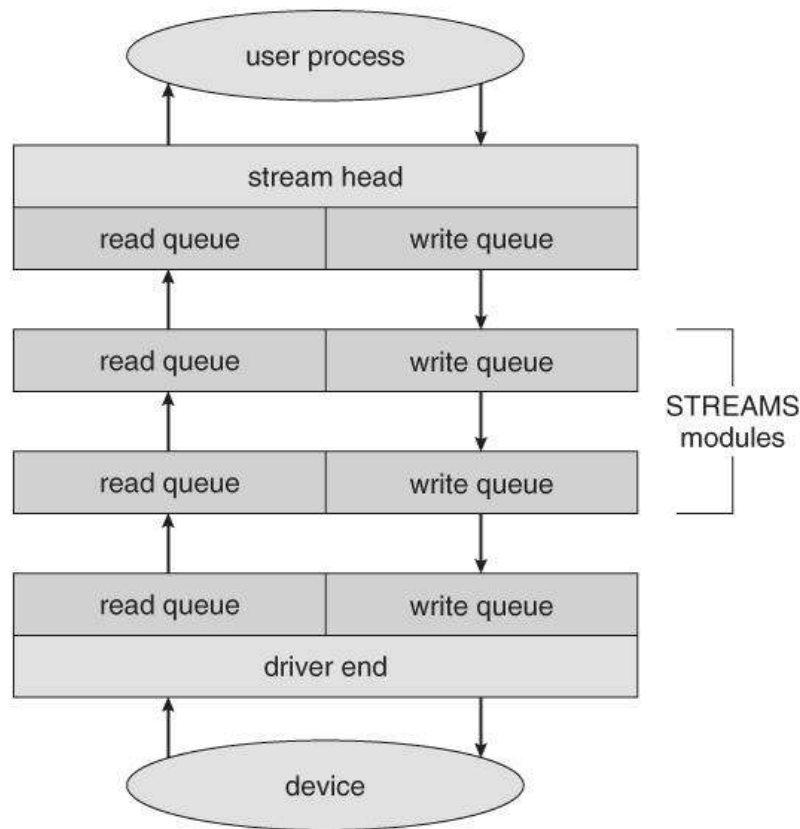 user process
stream head
read queue write queue
read queue write queue
STREAMS
modules
read queue write queue
read queue write queue
driver end
device